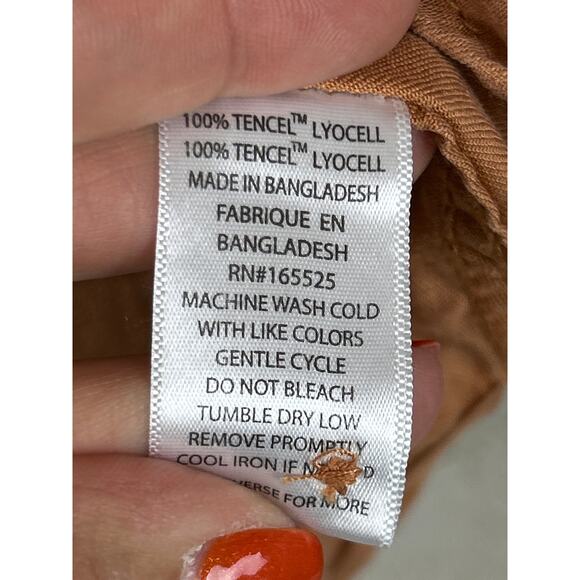 100% TENCEL™ LYOCELL
100% TENCEL™ LYOCELL
MADE IN BANGLADESH
FABRIQUE EN
BANGLADESH
RN#165525
MACHINE WASH COLD
WITH LIKE COLORS
GENTLE CYCLE
DO NOT BLEACH
TUMBLE DRY LOW
REMOVE PROMPTLY
COOL IRON IF
FOR MORE